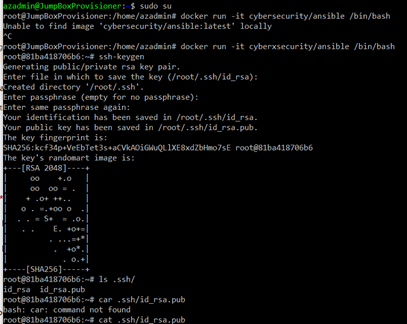 azadmin@JumpBoxProvisioner:~$ sudo su
root@JumpBoxProvisioner:/home/azadmin# docker run -it cybersecurity/ansible /bin/bash
Unable to find image 'cybersecurity/ansible:latest' locally
^C
root@JumpBoxProvisioner:/home/azadmin# docker run -it cyberxsecurity/ansible /bin/bash
root@81ba418706b6:~# ssh-keygen
Generating public/private rsa key pair.
Enter file in which to save the key (/root/.ssh/id_rsa):
Created directory '/root/.ssh'.
Enter passphrase (empty for no passphrase):
Enter same passphrase again:
Your identification has been saved in /root/.ssh/id_rsa.
Your public key has been saved in /root/.ssh/id_rsa.pub.
The key fingerprint is:
SHA256:kcf34p+VeEbTet3s+aCVkAOiGWuQLlXE8xdZbHmo7sE root@81ba418706b6
The key's randomart image is:
+---[RSA 2048]----+
|     oo    +.o   |
|     oo  oo = .  |
|    + .o+ ++..   |
|   o . =.+oo o  .|
|  . . = S+  = .o.|
|   . .   E. +o+=|
|        . ...=+*|
|         .  +o*.|
|           . o.+|
+----[SHA256]-----+
root@81ba418706b6:~# ls .ssh/
id_rsa  id_rsa.pub
root@81ba418706b6:~# car .ssh/id_rsa.pub
bash: car: command not found
root@81ba418706b6:~# cat .ssh/id_rsa.pub